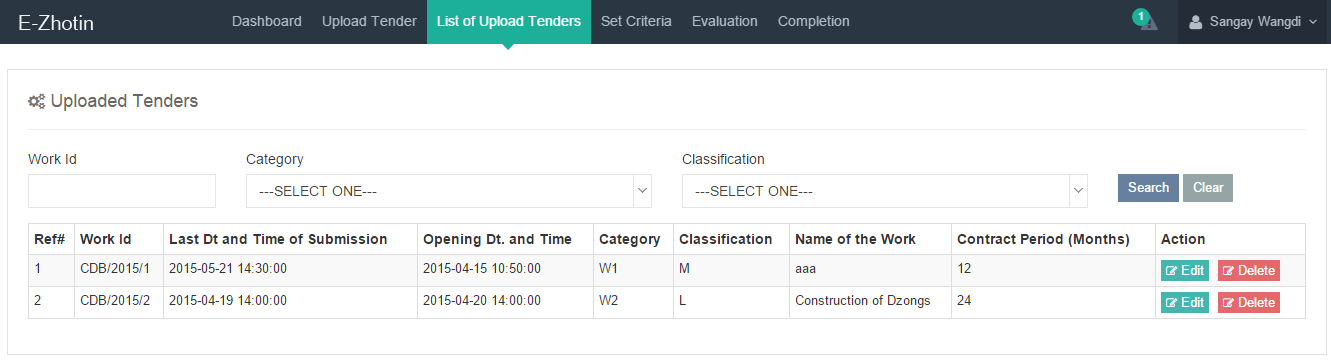 E-Zhotin Dashboard Upload Tender List of Upload Tenders Set Criteria Evaluation Completion 1 Sangay Wangdi
Uploaded Tenders
Work Id Category Classification
---SELECT ONE--- ---SELECT ONE--- Search Clear
Ref# Work Id Last Dt and Time of Submission Opening Dt. and Time Category Classification Name of the Work Contract Period (Months) Action
1 CDB/2015/1 2015-05-21 14:30:00 2015-04-15 10:50:00 W1 M aaa 12 Edit Delete
2 CDB/2015/2 2015-04-19 14:00:00 2015-04-20 14:00:00 W2 L Construction of Dzongs 24 Edit Delete